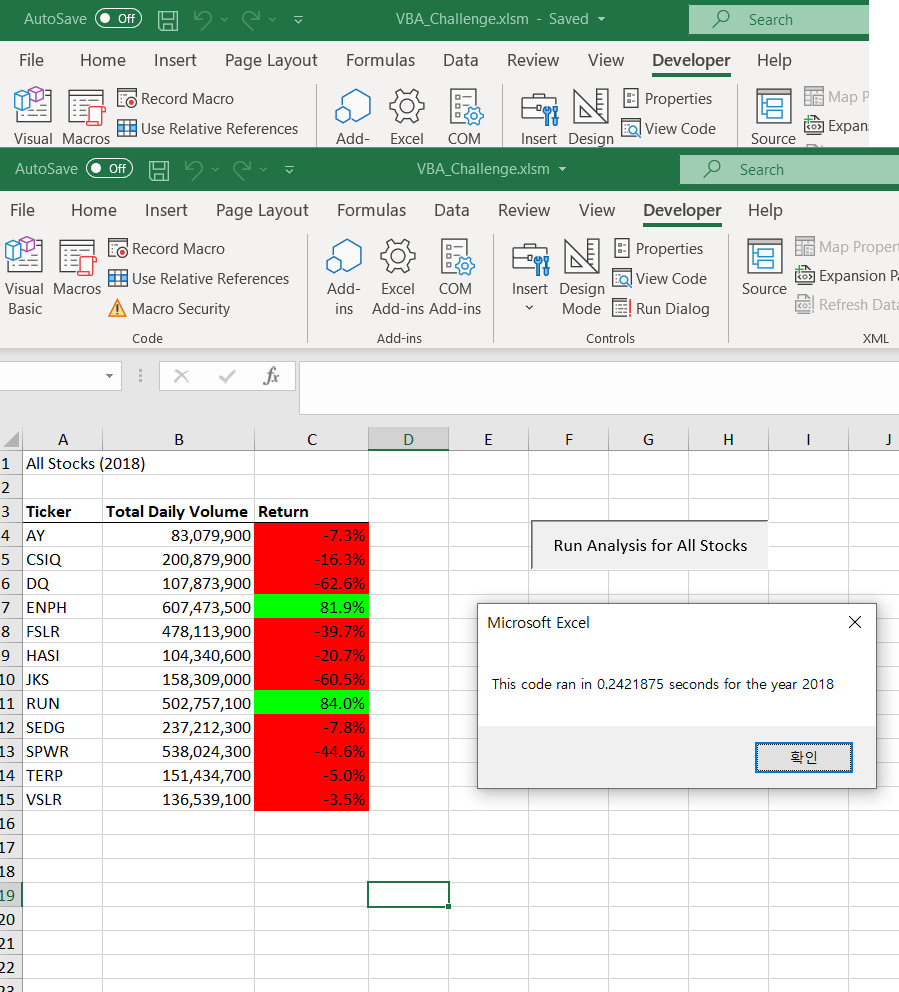 AutoSave Off VBA_Challenge.xlsm - Saved Search
File Home Insert Page Layout Formulas Data Review View Developer Help
Visual Macros Record Macro Use Relative References Add- Excel COM Insert Design Properties View Code Source Map P Expan
AutoSave Off VBA_Challenge.xlsm Search
File Home Insert Page Layout Formulas Data Review View Developer Help
Visual Basic Macros Record Macro Use Relative References Macro Security Add-ins Excel Add-ins COM Add-ins Insert Design Mode Properties View Code Run Dialog Source Map Proper Expansion Pa Refresh Data
Code Add-ins Controls XML
fx
A B C D E F G H I J
1 All Stocks (2018)
2
3 Ticker Total Daily Volume Return
4 AY 83,079,900 -7.3%
Run Analysis for All Stocks
5 CSIQ 200,879,900 -16.3%
6 DQ 107,873,900 -62.6%
7 ENPH 607,473,500 81.9%
8 FSLR 478,113,900 -39.7%
9 HASI 104,340,600 -20.7%
10 JKS 158,309,000 -60.5%
11 RUN 502,757,100 84.0%
12 SEDG 237,212,300 -7.8%
13 SPWR 538,024,300 -44.6%
14 TERP 151,434,700 -5.0%
15 VSLR 136,539,100 -3.5%
16
17
18
19
20
21
22
23
Microsoft Excel
This code ran in 0.2421875 seconds for the year 2018
확인